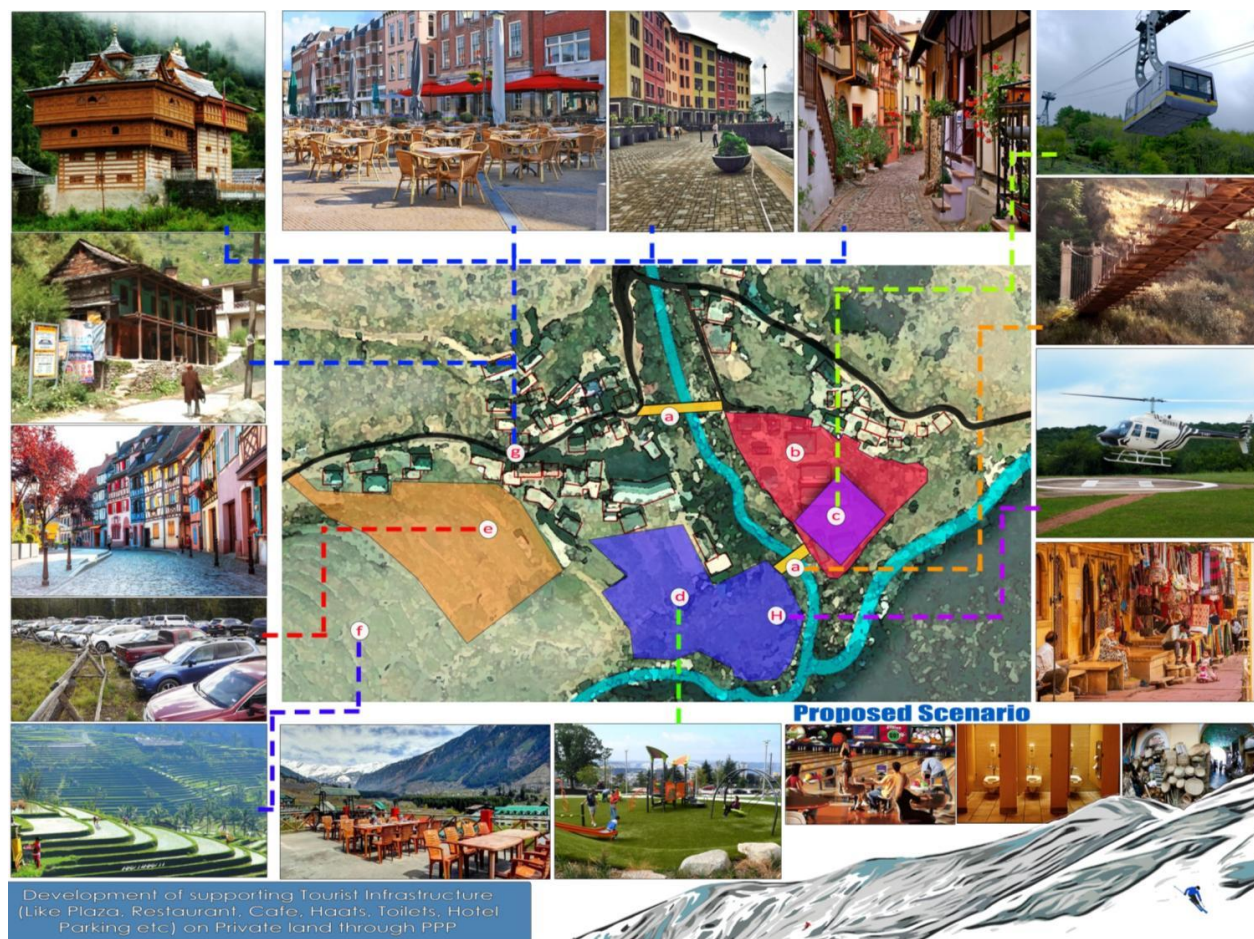 g
a
b
c
e
a
d
H
f
Proposed Scenario
Development of supporting Tourist Infrastructure
(Like Plaza, Restaurant, Cafe, Haats, Toilets, Hotel
Parking etc) on Private land through PPP